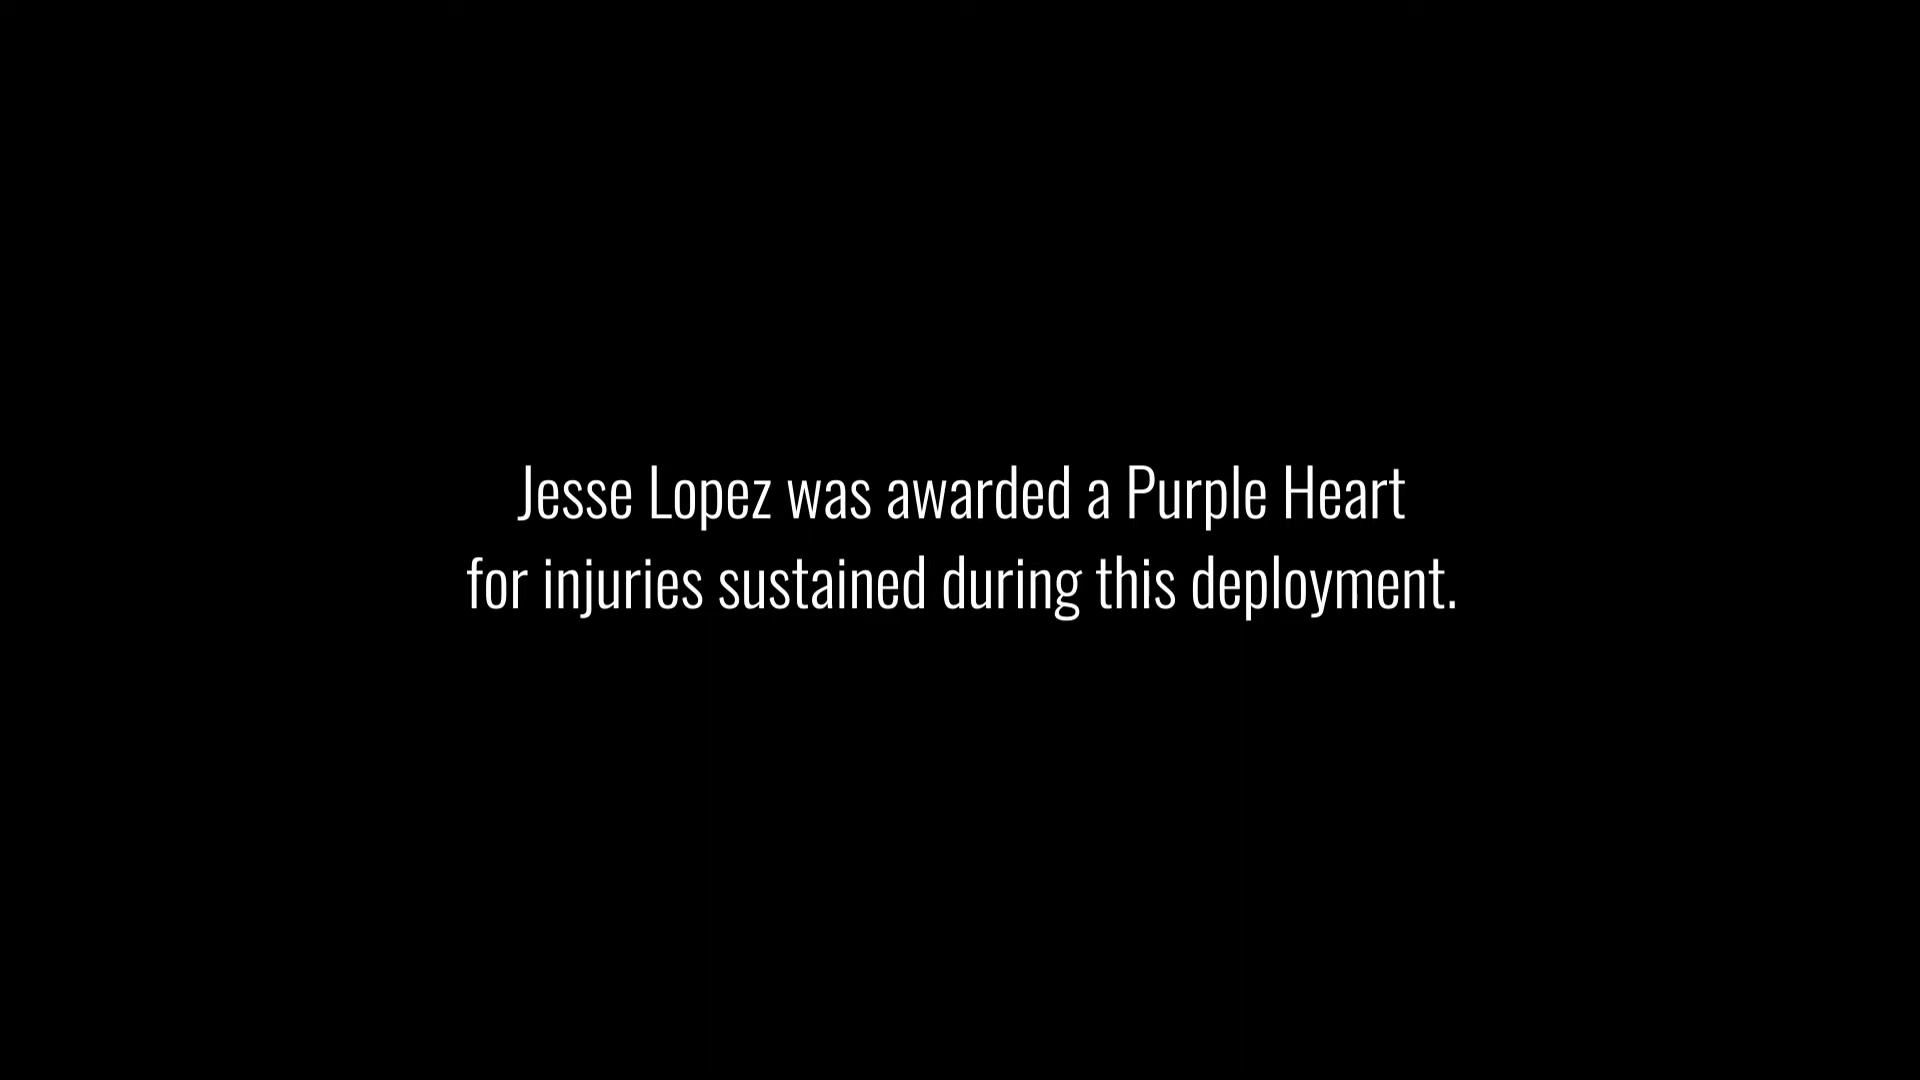 Jesse Lopez was awarded a Purple Heart
for injuries sustained during this deployment.